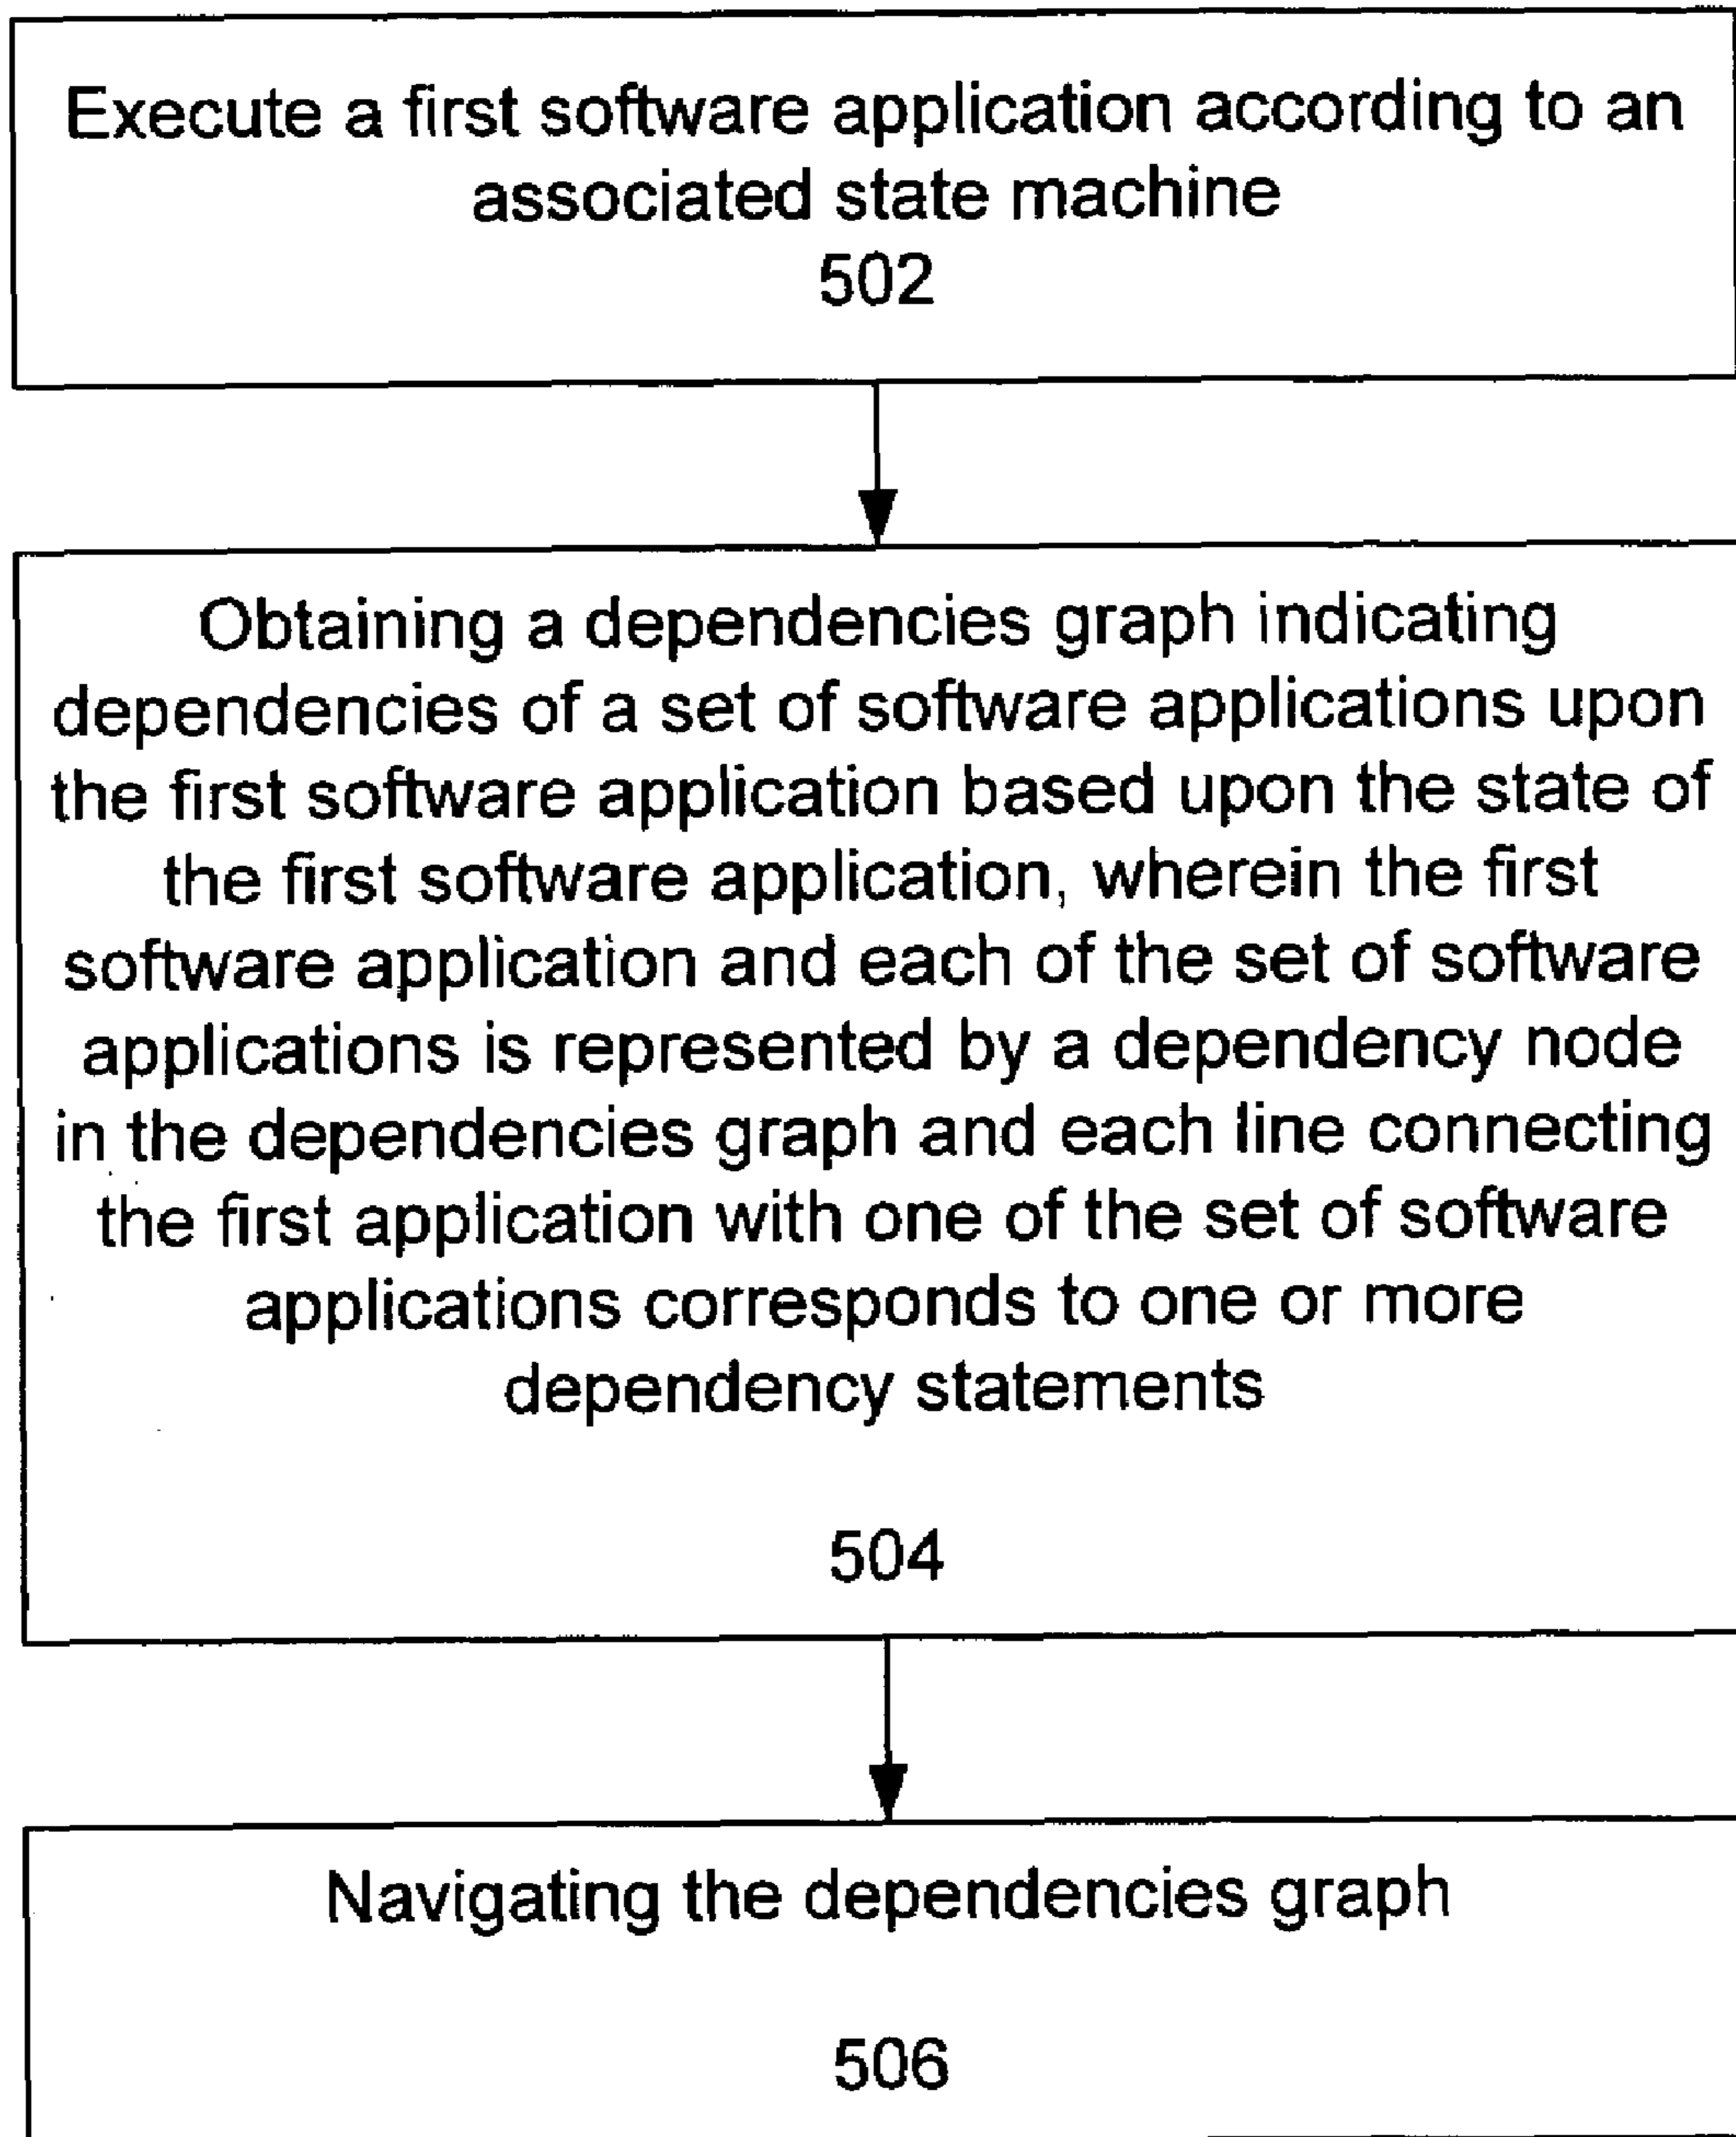 Execute a first software application according to an
associated state machine
502
Obtaining a dependencies graph indicating
dependencies of a set of software applications upon
the first software application based upon the state of
the first software application, wherein the first
software application and each of the set of software
applications is represented by a dependency node
in the dependencies graph and each line connecting
the first application with one of the set of software
applications corresponds to one or more
dependency statements
504
Navigating the dependencies graph
506